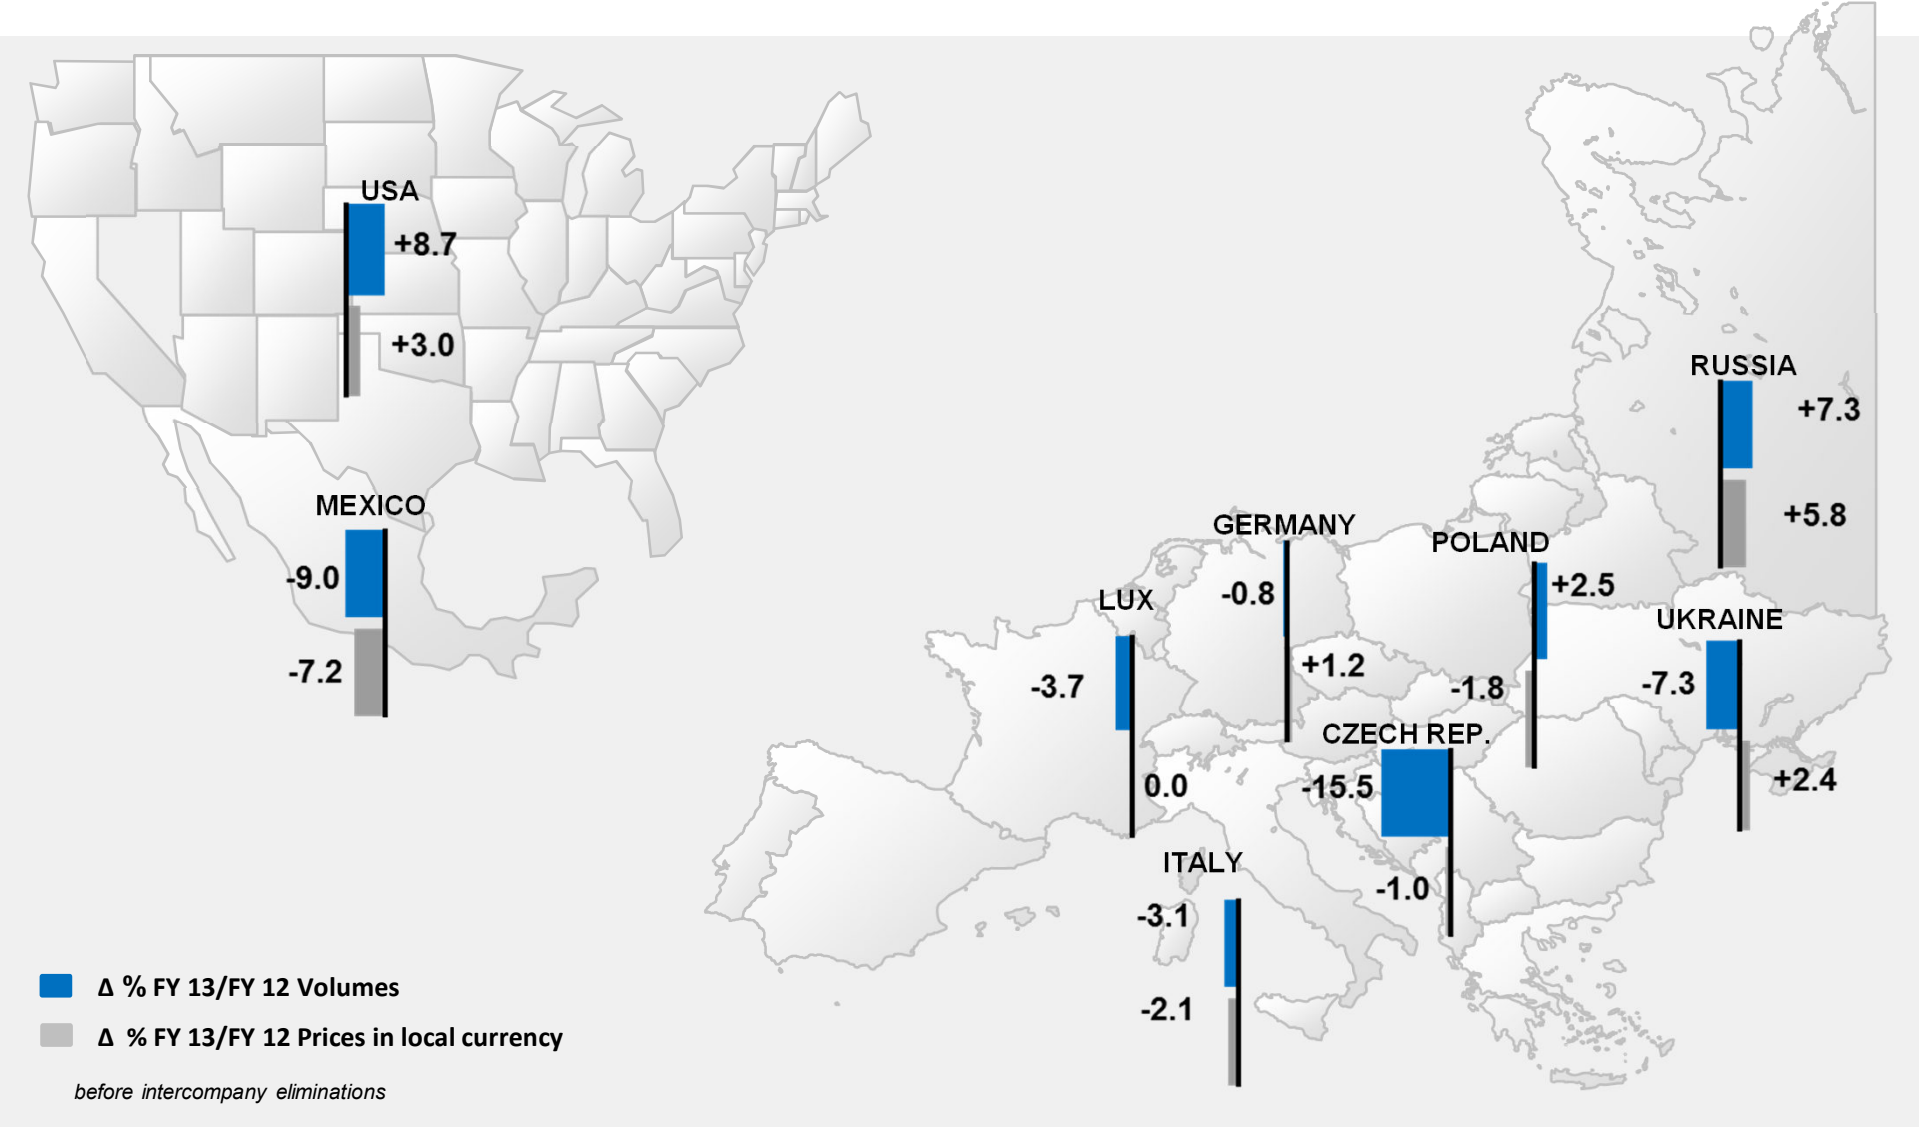 USA
+8.7
+3.0
MEXICO
-9.0
-7.2
RUSSIA
+7.3
+5.8
GERMANY
-0.8
+1.2
POLAND
+2.5
-1.8
LUX
-3.7
0.0
UKRAINE
-7.3
+2.4
CZECH REP.
-15.5
-1.0
ITALY
-3.1
-2.1
Δ % FY 13/FY 12 Volumes
Δ % FY 13/FY 12 Prices in local currency
before intercompany eliminations